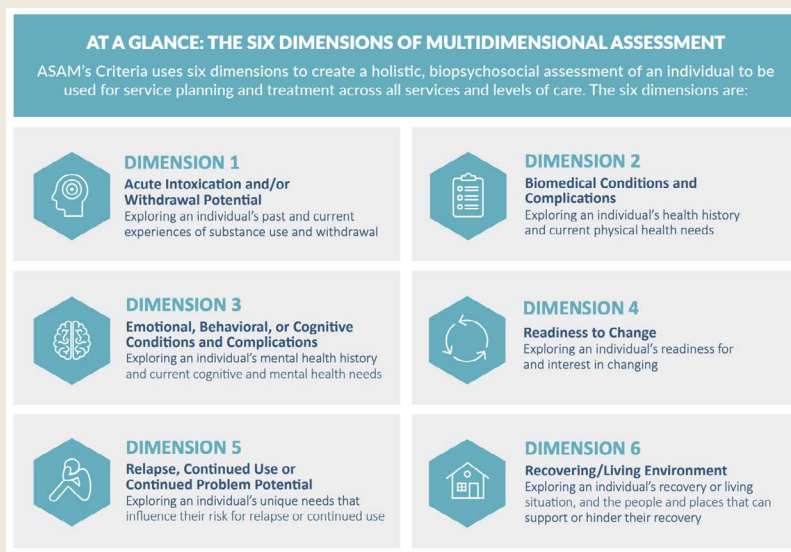 AT A GLANCE: THE SIX DIMENSIONS OF MULTIDIMENSIONAL ASSESSMENT
ASAM's Criteria uses six dimensions to create a holistic, biopsychosocial assessment of an individual to be
used for service planning and treatment across all services and levels of care. The six dimensions are:
DIMENSION 1
Acute Intoxication and/or
Withdrawal Potential
Exploring an individual's past and current
experiences of substance use and withdrawal
DIMENSION 2
Biomedical Conditions and
Complications
Exploring an individual's health history
and current physical health needs
DIMENSION 3
Emotional, Behavioral, or Cognitive
Conditions and Complications
Exploring an individual's mental health history
and current cognitive and mental health needs
DIMENSION 4
Readiness to Change
Exploring an individual's readiness for
and interest in changing
DIMENSION 5
Relapse, Continued Use or
Continued Problem Potential
Exploring an individual's unique needs that
influence their risk for relapse or continued use
DIMENSION 6
Recovering/Living Environment
Exploring an individual's recovery or living
situation, and the people and places that can
support or hinder their recovery